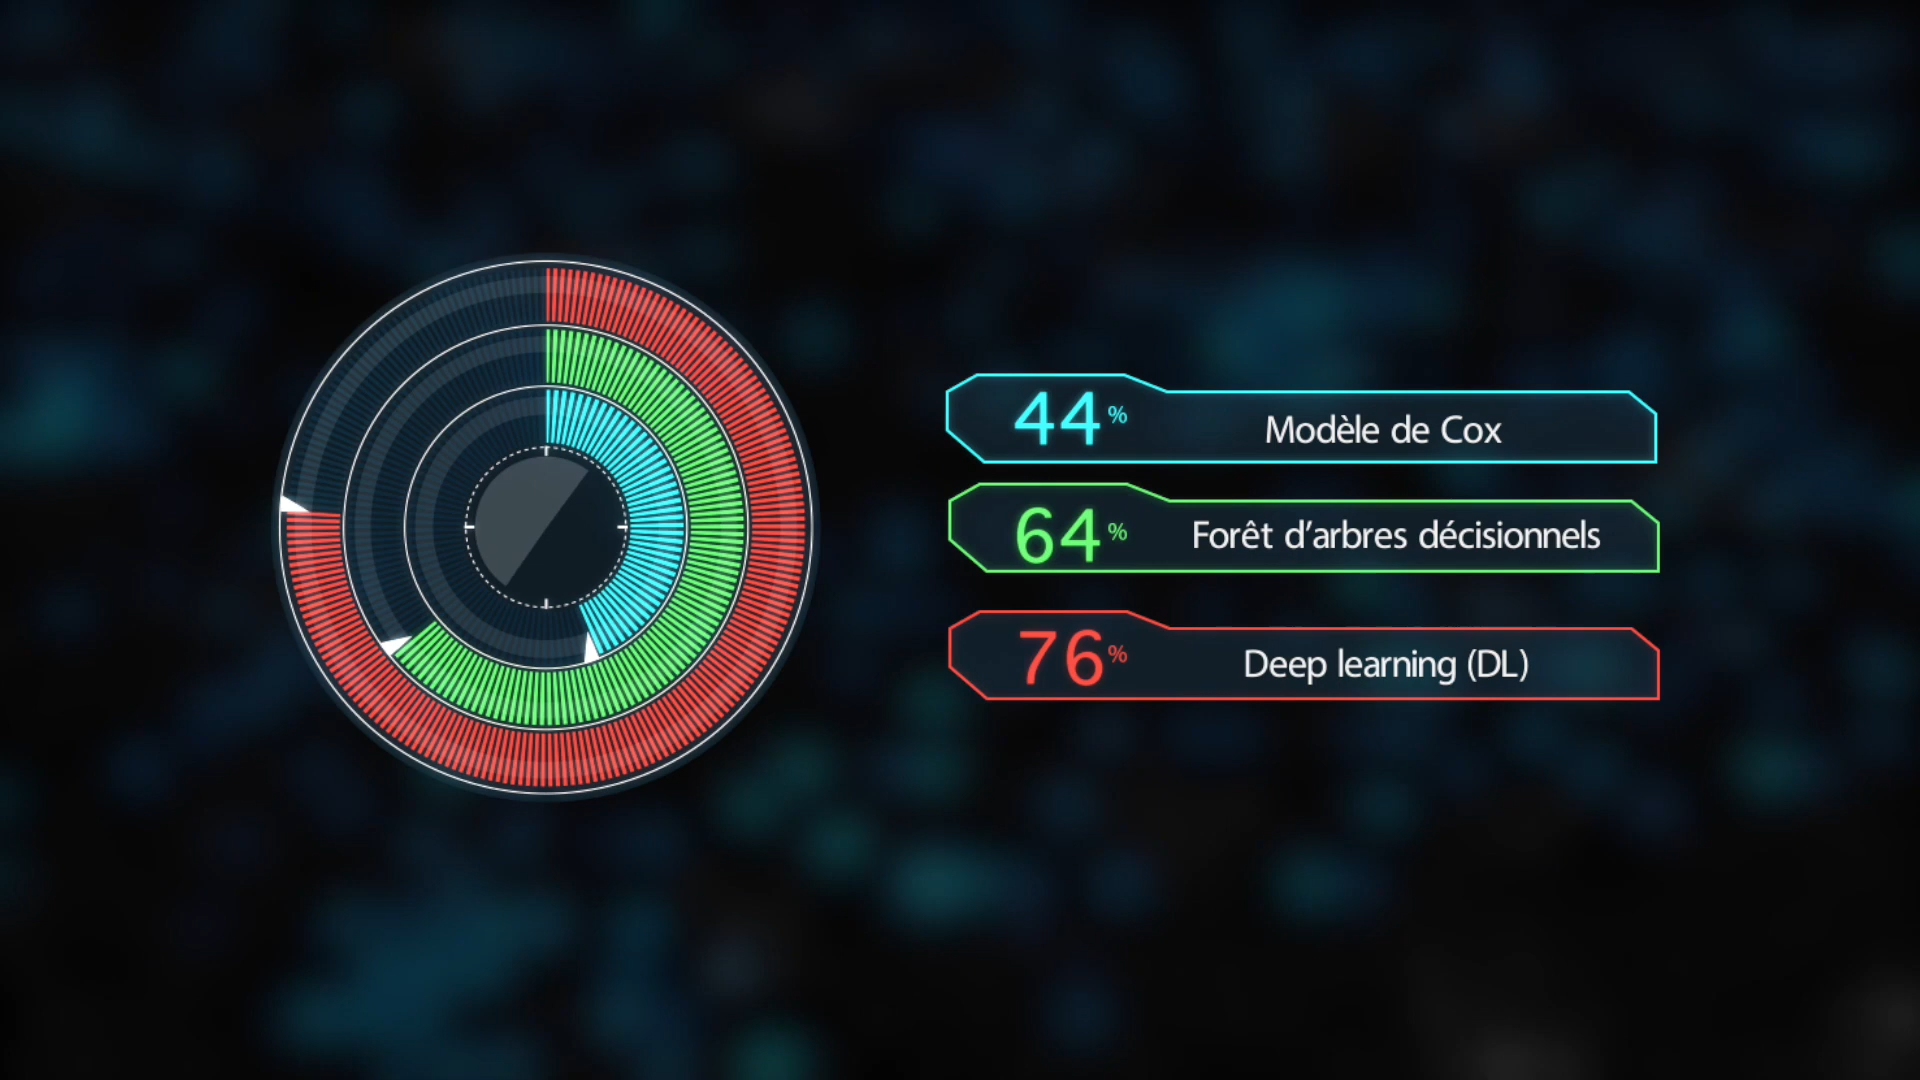 44%
Modèle de Cox
64%
Forêt d’arbres décisionnels
76%
Deep learning (DL)